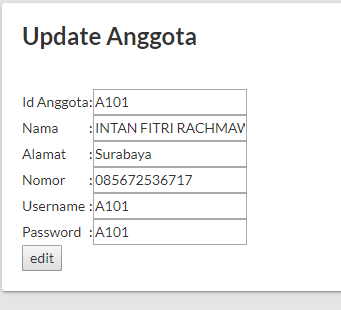 Update Anggota
Id Anggota:A101
Nama :INTAN FITRI RACHMAV
Alamat :Surabaya
Nomor :085672536717
Username :A101
Password :A101
edit